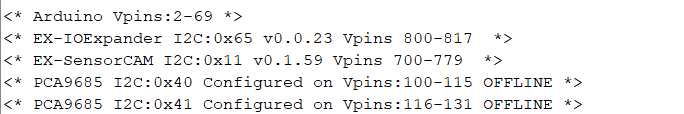 <* Arduino Vpins:2-69 *>
<* EX-IOExpander I2C:0x65 v0.0.23 Vpins 800-817  *>
<* EX-SensorCAM I2C:0x11 v0.1.59 Vpins 700-779  *>
<* PCA9685 I2C:0x40 Configured on Vpins:100-115 OFFLINE *>
<* PCA9685 I2C:0x41 Configured on Vpins:116-131 OFFLINE *>